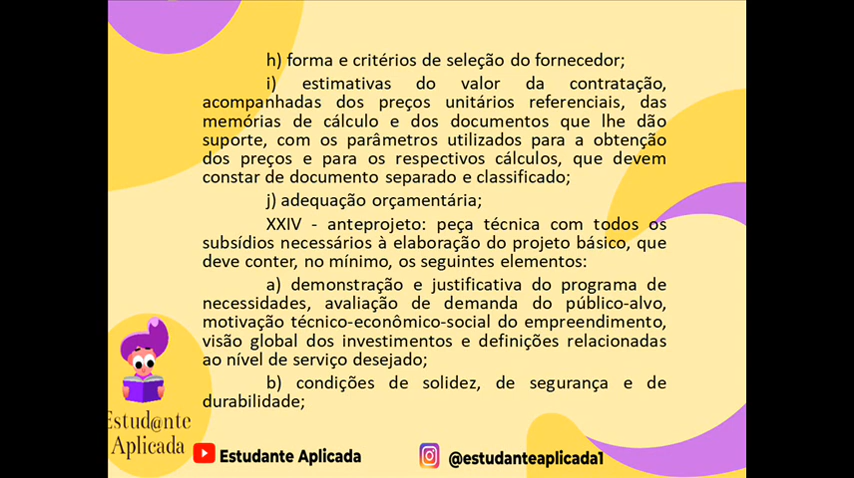 h) forma e critérios de seleção do fornecedor;
i) estimativas do valor da contratação,
acompanhadas dos preços unitários referenciais, das
memórias de cálculo e dos documentos que lhe dão
suporte, com os parâmetros utilizados para a obtenção
dos preços e para os respectivos cálculos, que devem
constar de documento separado e classificado;
j) adequação orçamentária;
XXIV - anteprojeto: peça técnica com todos os
subsídios necessários à elaboração do projeto básico, que
deve conter, no mínimo, os seguintes elementos:
a) demonstração e justificativa do programa de
necessidades, avaliação de demanda do público-alvo,
motivação técnico-econômico-social do empreendimento,
visão global dos investimentos e definições relacionadas
ao nível de serviço desejado;
b) condições de solidez, de segurança e de
durabilidade;
Estud@nte
Aplicada
Estudante Aplicada
@estudanteaplicada1